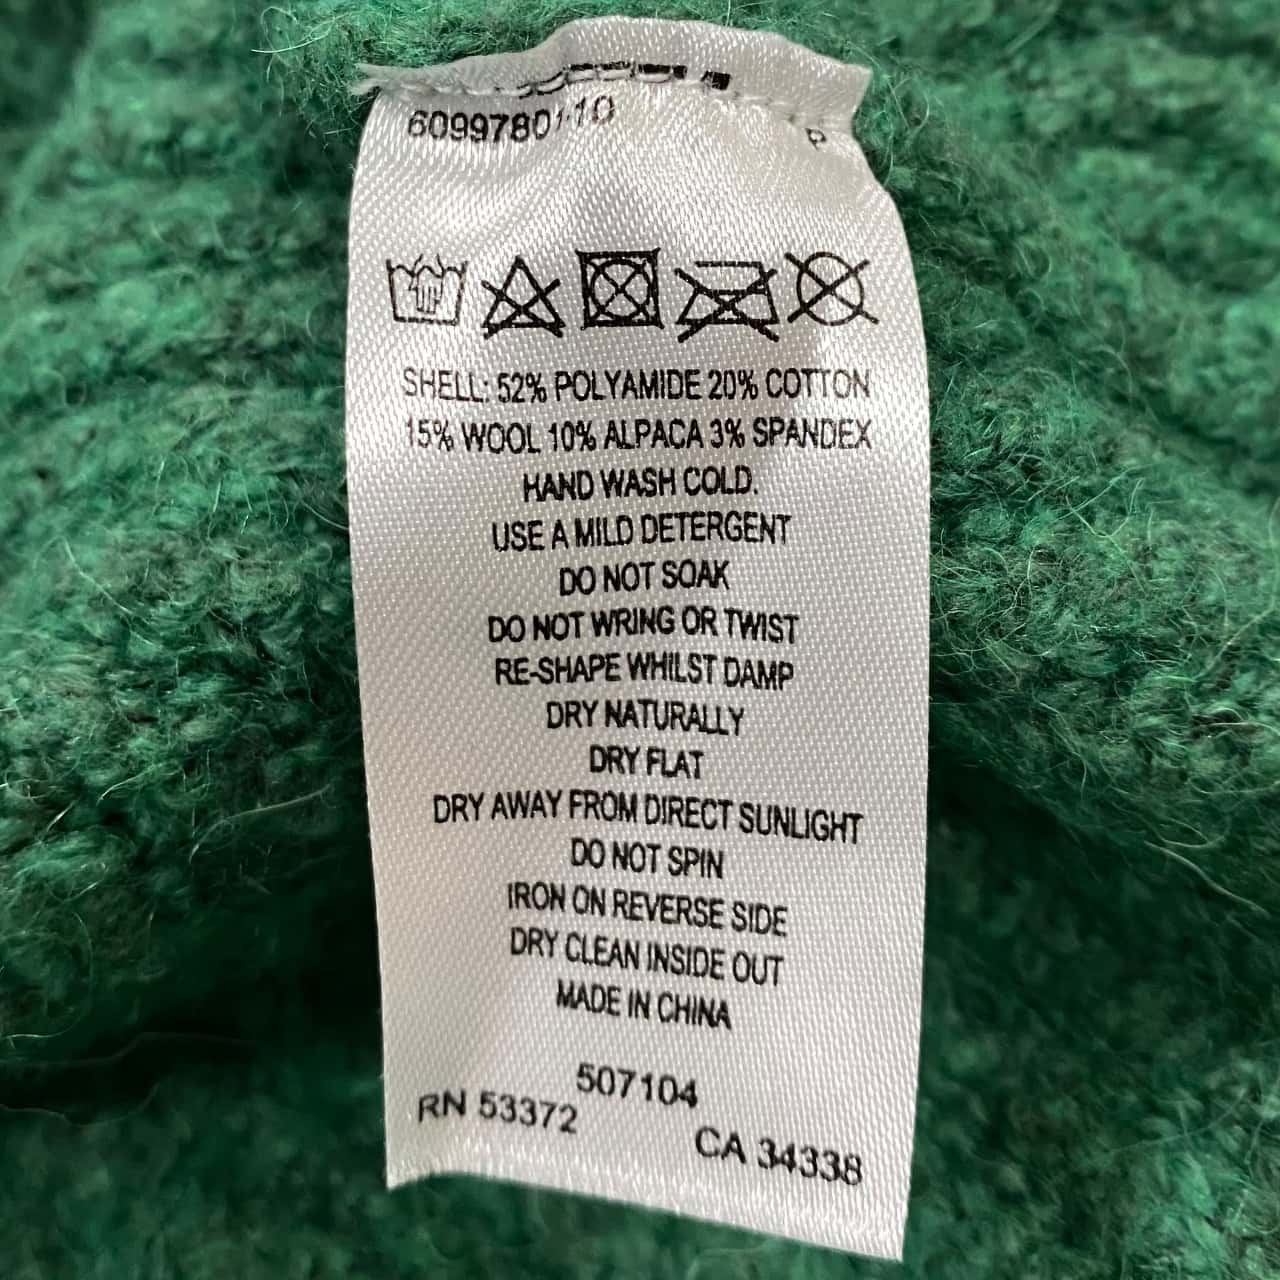 60997801-10
SHELL: 52% POLYAMIDE 20% COTTON
15% WOOL 10% ALPACA 3% SPANDEX
HAND WASH COLD.
USE A MILD DETERGENT
DO NOT SOAK
DO NOT WRING OR TWIST
RE-SHAPE WHILST DAMP
DRY NATURALLY
DRY FLAT
DRY AWAY FROM DIRECT SUNLIGHT
DO NOT SPIN
IRON ON REVERSE SIDE
DRY CLEAN INSIDE OUT
MADE IN CHINA
507104
RN 53372
CA 34338